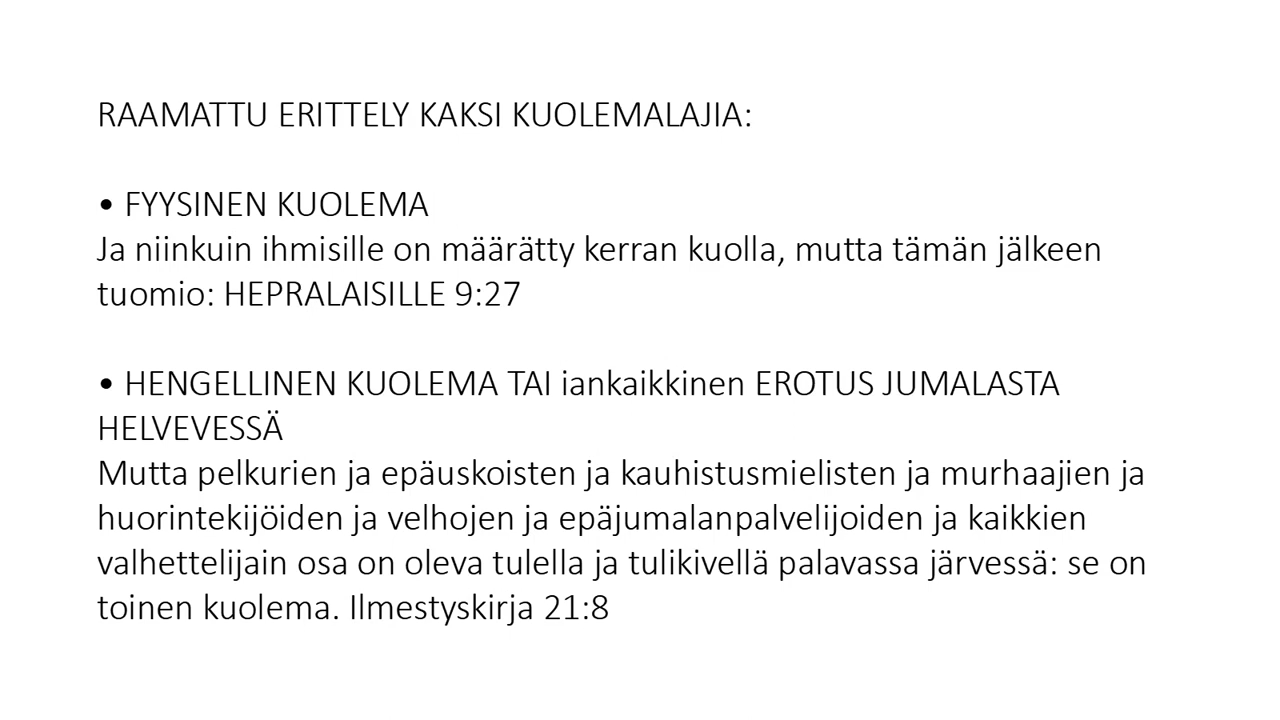 RAAMATTU ERITTELY KAKSI KUOLEMALAJIA:
• FYYSINEN KUOLEMA
Ja niinkuin ihmisille on määrätty kerran kuolla, mutta tämän jälkeen
tuomio: HEPRALAISILLE 9:27
• HENGELLINEN KUOLEMA TAI iankaikkinen EROTUS JUMALASTA
HELVEVESSÄ
Mutta pelkurien ja epäuskoisten ja kauhistusmielisten ja murhaajien ja
huorintekijöiden ja velhojen ja epäjumalanpalvelijoiden ja kaikkien
valhettelijain osa on oleva tulella ja tulikivellä palavassa järvessä: se on
toinen kuolema. Ilmestyskirja 21:8